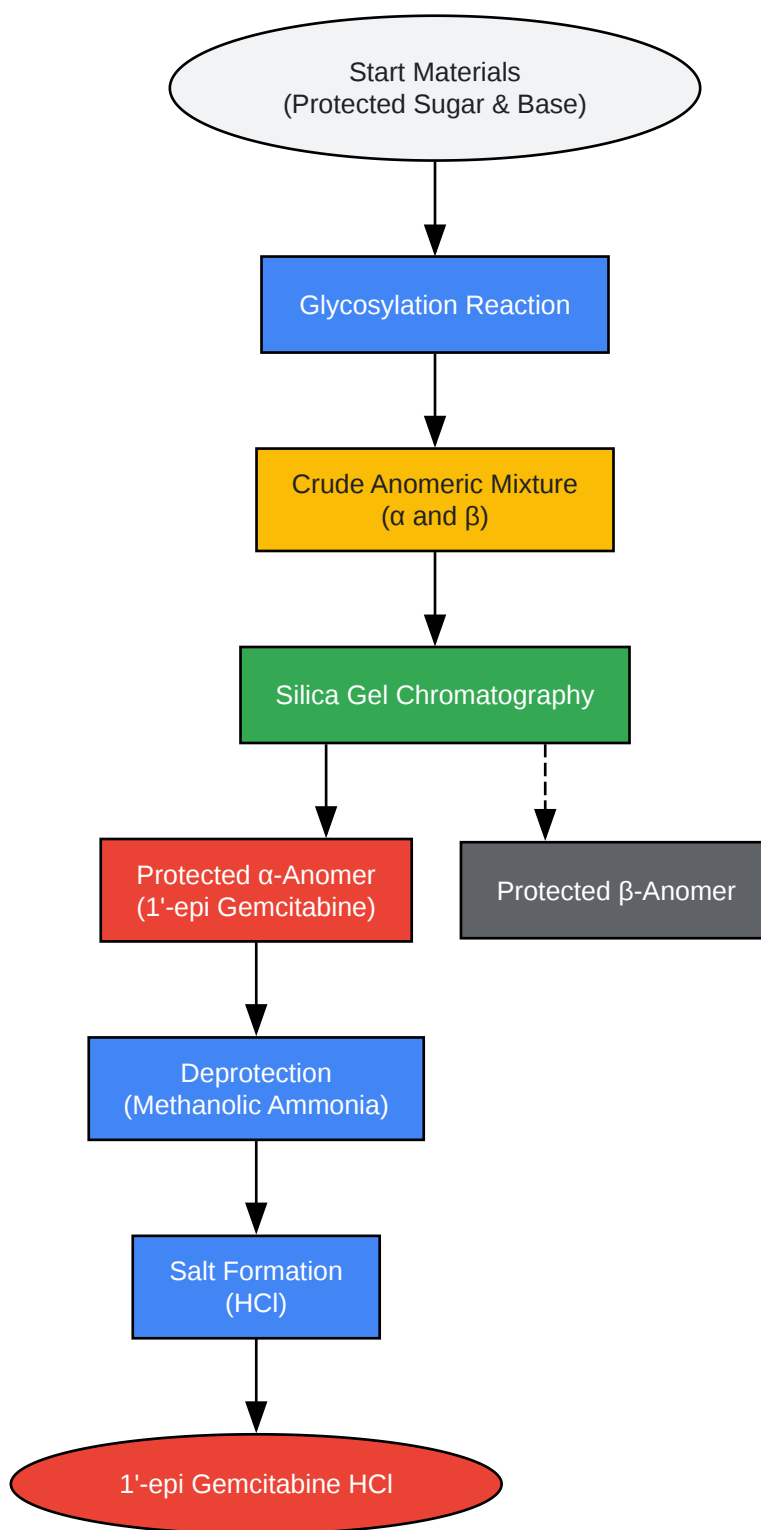 Start Materials
(Protected Sugar & Base)
Glycosylation Reaction
Crude Anomeric Mixture
(α and β)
Silica Gel Chromatography
Protected α-Anomer
(1'-epi Gemcitabine)
Protected β-Anomer
Deprotection
(Methanolic Ammonia)
Salt Formation
(HCl)
1'-epi Gemcitabine HCl